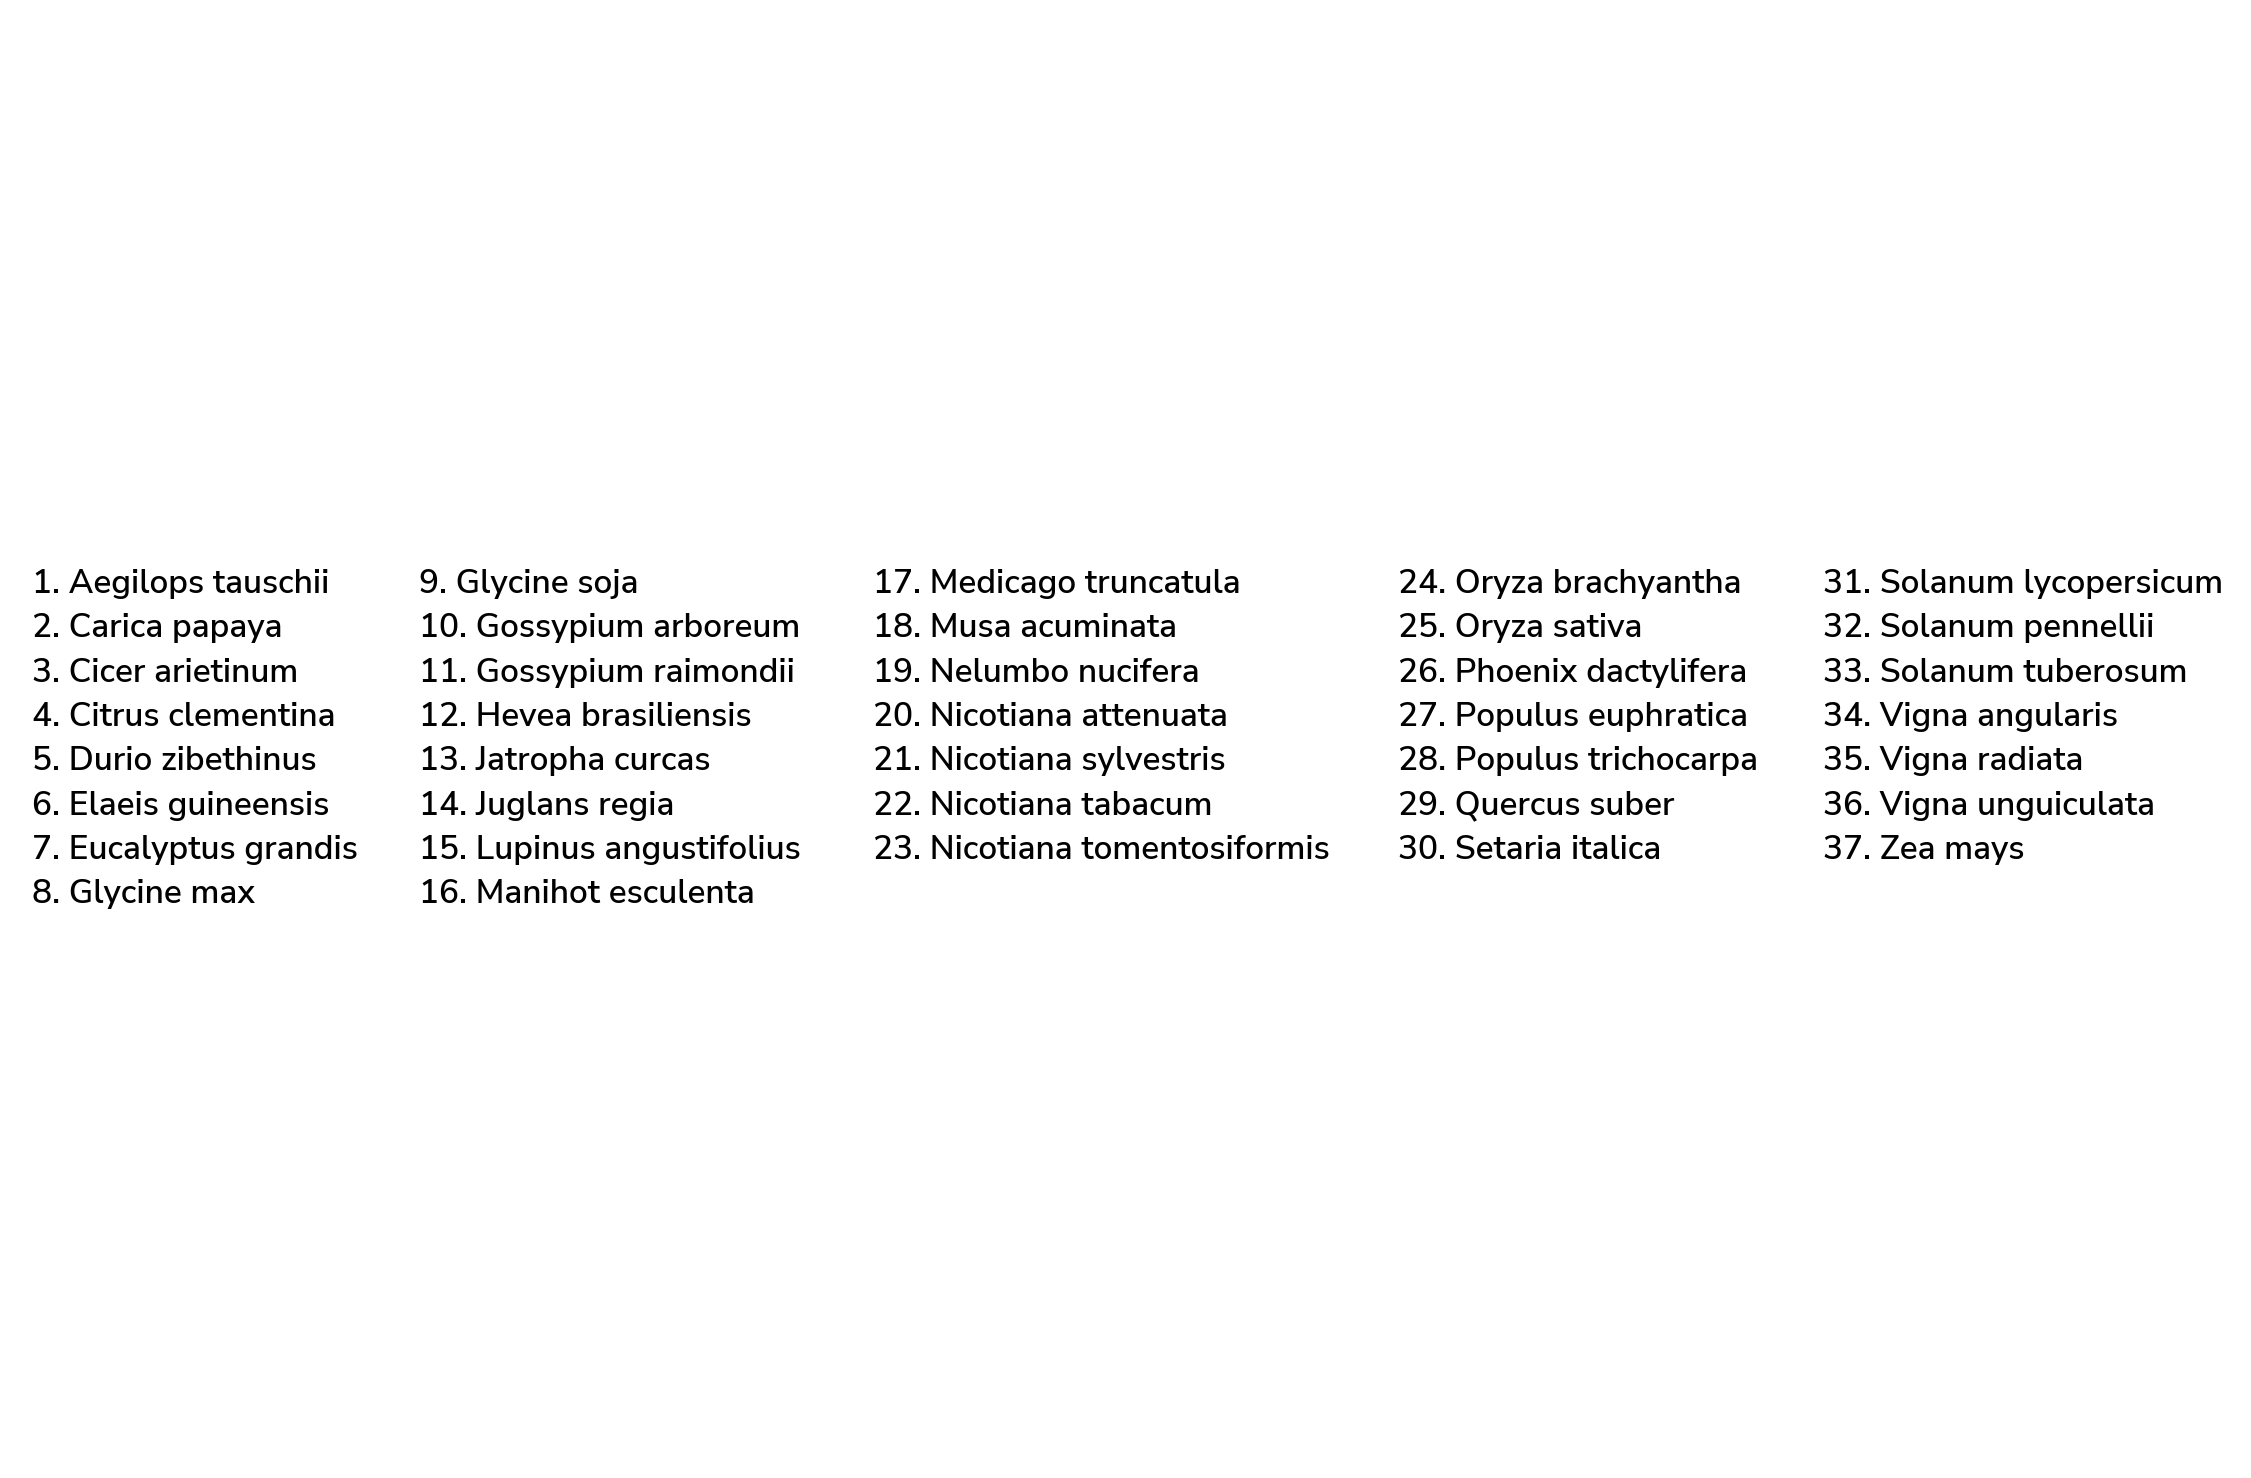 1. Aegilops tauschii
2. Carica papaya
3. Cicer arietinum
4. Citrus clementina
5. Durio zibethinus
6. Elaeis guineensis
7. Eucalyptus grandis
8. Glycine max
9. Glycine soja
10. Gossypium arboreum
11. Gossypium raimondii
12. Hevea brasiliensis
13. Jatropha curcas
14. Juglans regia
15. Lupinus angustifolius
16. Manihot esculenta
17. Medicago truncatula
18. Musa acuminata
19. Nelumbo nucifera
20. Nicotiana attenuata
21. Nicotiana sylvestris
22. Nicotiana tabacum
23. Nicotiana tomentosiformis
24. Oryza brachyantha
25. Oryza sativa
26. Phoenix dactylifera
27. Populus euphratica
28. Populus trichocarpa
29. Quercus suber
30. Setaria italica
31. Solanum lycopersicum
32. Solanum pennellii
33. Solanum tuberosum
34. Vigna angularis
35. Vigna radiata
36. Vigna unguiculata
37. Zea mays